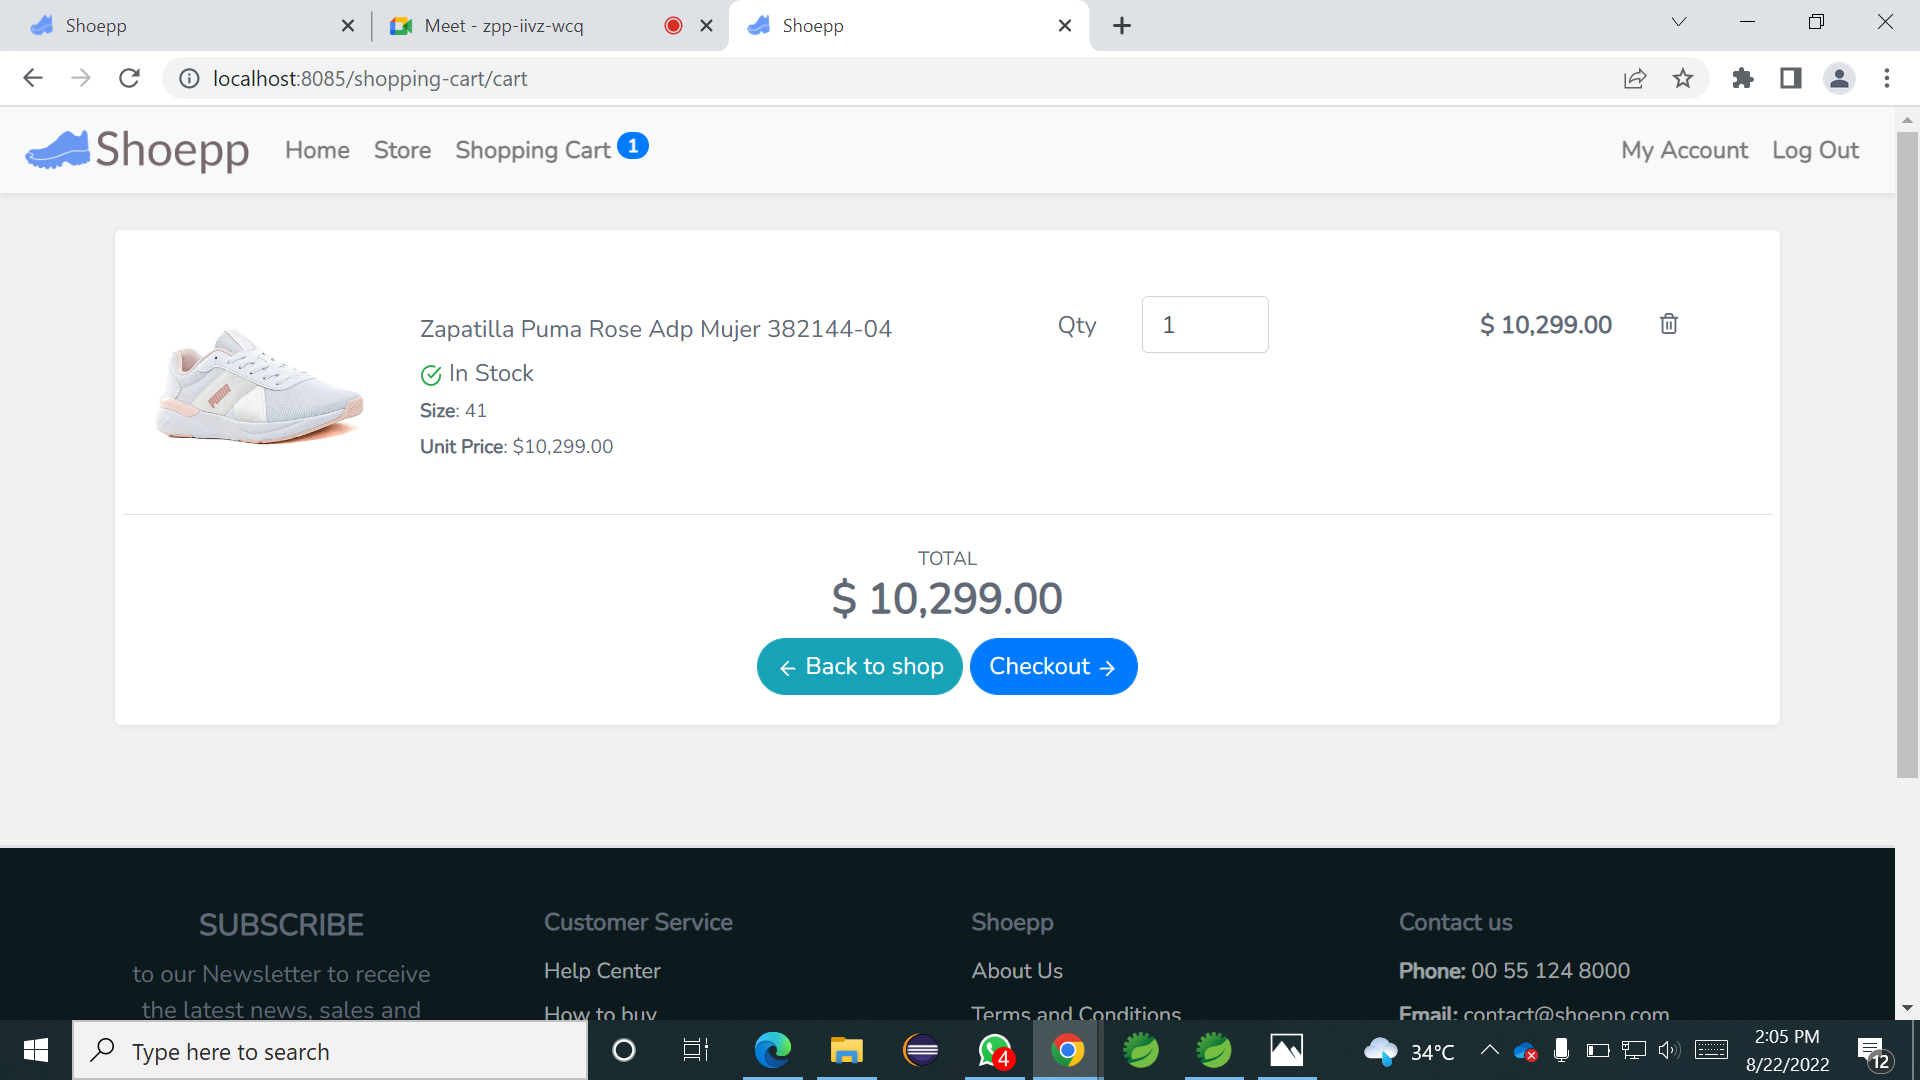 Shoepp
Meet - zpp-iivz-wcq
Shoepp
localhost:8085/shopping-cart/cart
Shoepp
Home
Store
Shopping Cart 1
My Account
Log Out
Zapatilla Puma Rose Adp Mujer 382144-04
Qty
1
$ 10,299.00
In Stock
Size: 41
Unit Price: $10,299.00
PUMA
TOTAL
$ 10,299.00
← Back to shop
Checkout →
SUBSCRIBE
to our Newsletter to receive
the latest news, sales and
Customer Service
Help Center
How to buy
Shoepp
About Us
Terms and Conditions
Contact us
Phone: 00 55 124 8000
Email: contact@shoepp.com
Type here to search
4
34°C
2:05 PM
8/22/2022
12